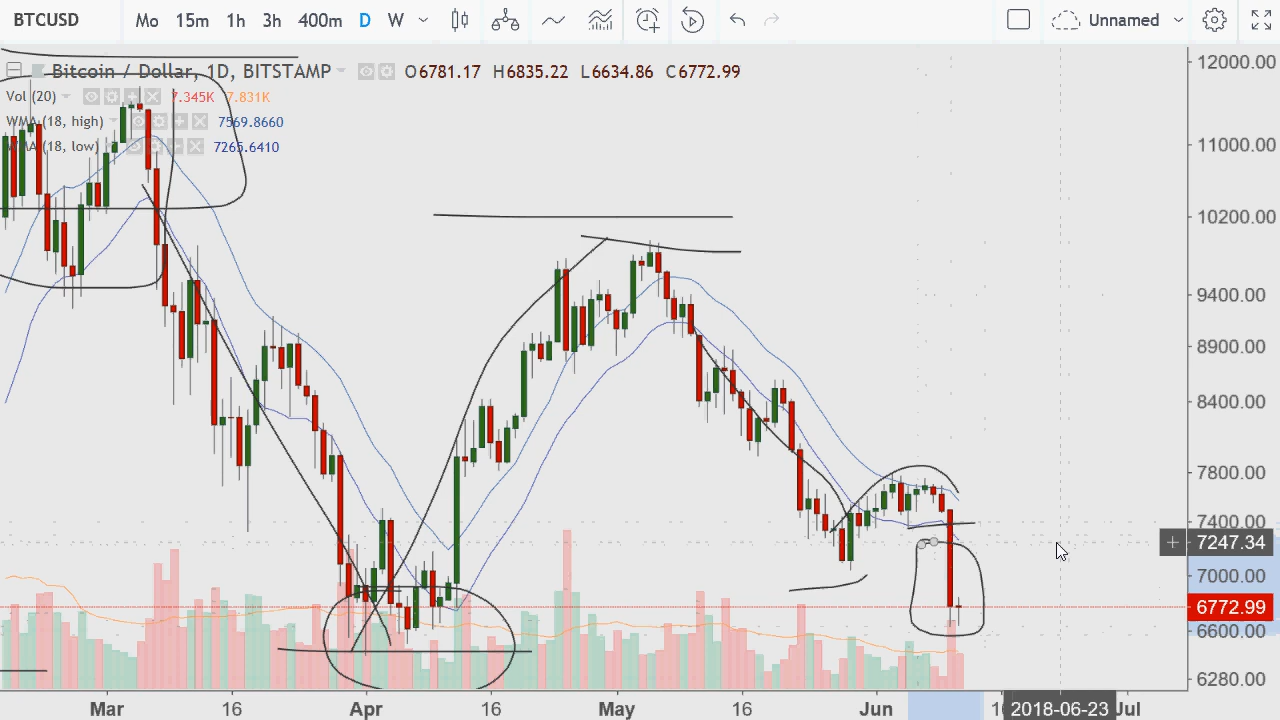 BTCUSD Mo 15m 1h 3h 400m D W Unnamed
Bitcoin / Dollar, 1D, BITSTAMP O6781.17 H6835.22 L6634.86 C6772.99
Vol (20) 7.345K 7.831K
WMA (18, high) 7569.8660
WMA (18, low) 7265.6410
12000.00
11000.00
10200.00
9400.00
8900.00
8400.00
7800.00
7400.00
7247.34
7000.00
6772.99
6600.00
6280.00
Mar 16 Apr 16 May 16 Jun 2018-06-23 Jul